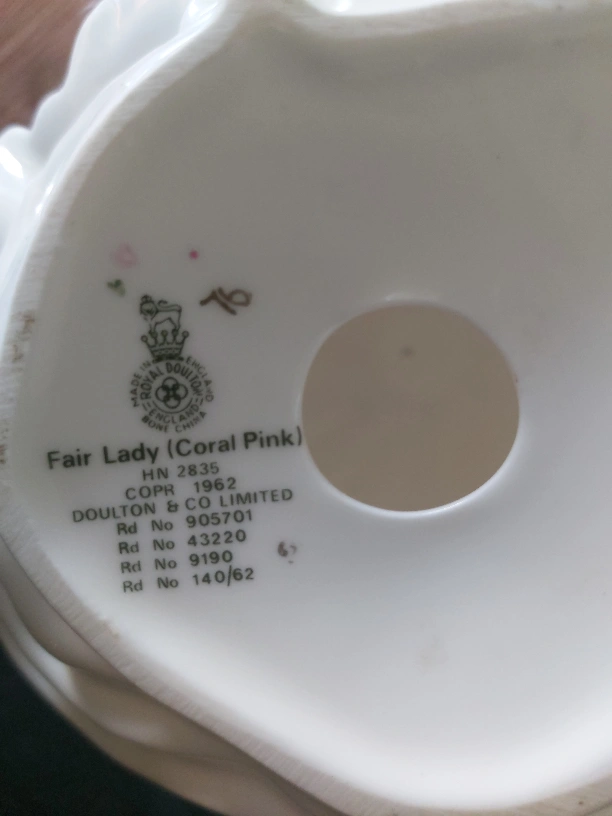 76
MADE IN ENGLAND
ROYAL DOULTON
ENGLAND
BONE CHINA
Fair Lady (Coral Pink)
HN 2835
COPR 1962
DOULTON & CO LIMITED
Rd No 905701
Rd No 43220
Rd No 9190
Rd No 140/62